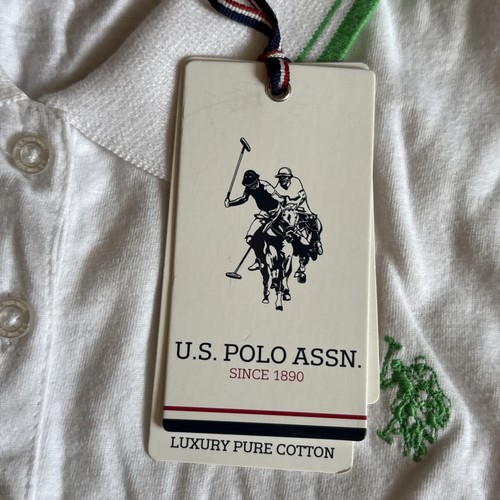 U.S. POLO ASSN.
SINCE 1890
LUXURY PURE COTTON